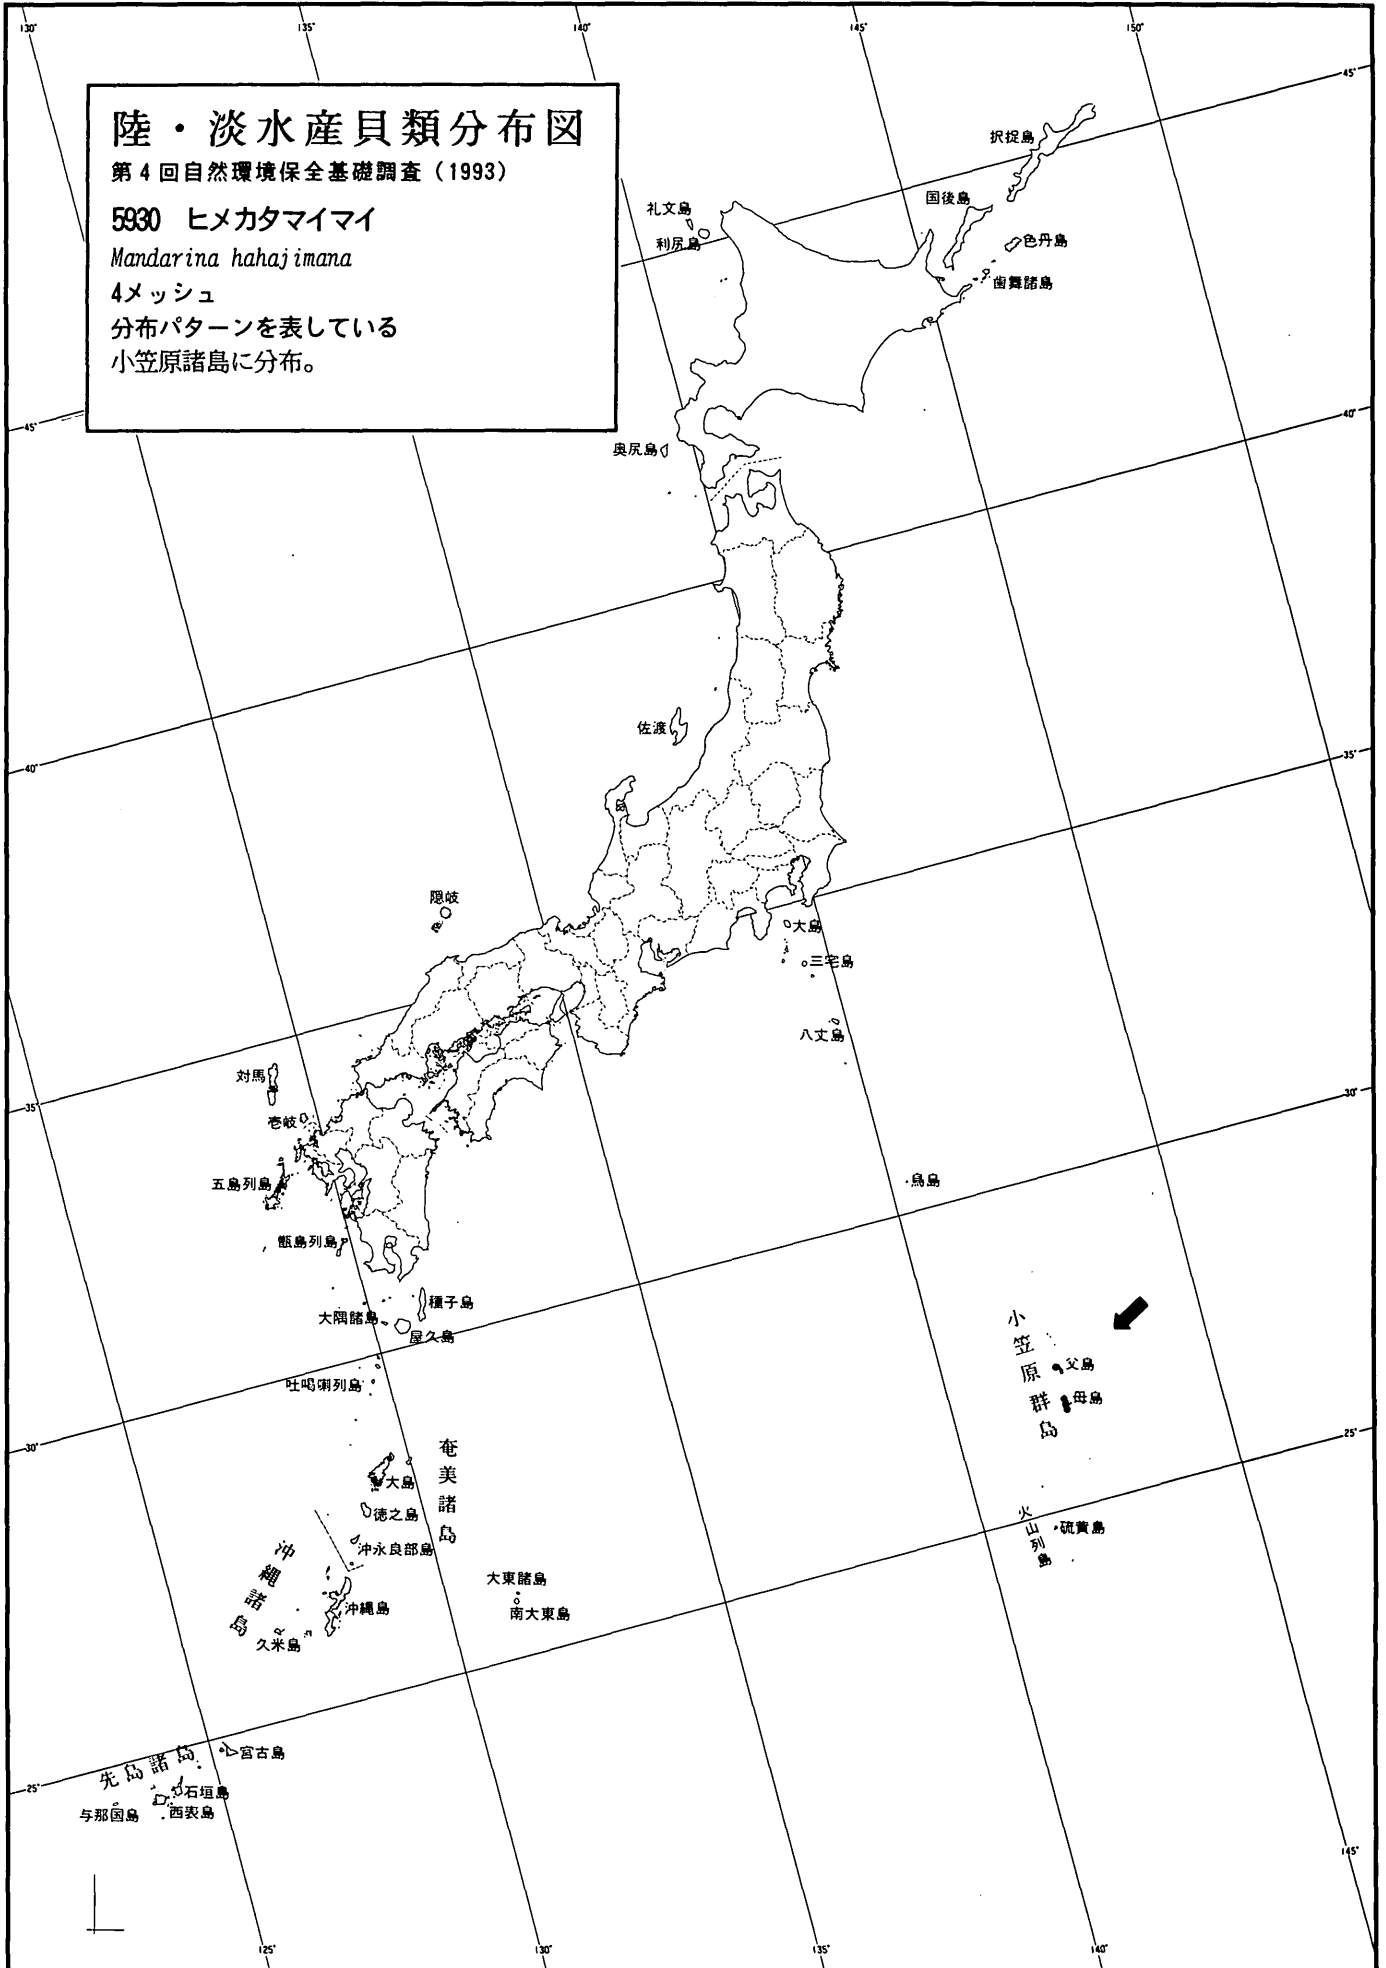 130°
135°
140°
145°
150°
45°
陸・淡水産貝類分布図
第4回自然環境保全基礎調査（1993）
5930 ヒメカタマイマイ
Mandarina hahajimana
4メッシュ
分布パターンを表している
小笠原諸島に分布。
択捉島
国後島
色丹島
歯舞諸島
礼文島
利尻島
45°
40°
奥尻島
佐渡
40°
35°
隠岐
大島
三宅島
八丈島
対馬
35°
壱岐
30°
五島列島
鳥島
甑島列島
種子島
大隅諸島
屋久島
吐噶喇列島
小笠原群島
父島
母島
30°
25°
奄美諸島
大島
徳之島
沖永良部島
沖縄諸島
沖縄島
久米島
大東諸島
南大東島
火山列島
硫黄島
先島諸島
宮古島
25°
石垣島
与那国島
西表島
145°
125°
130°
135°
140°